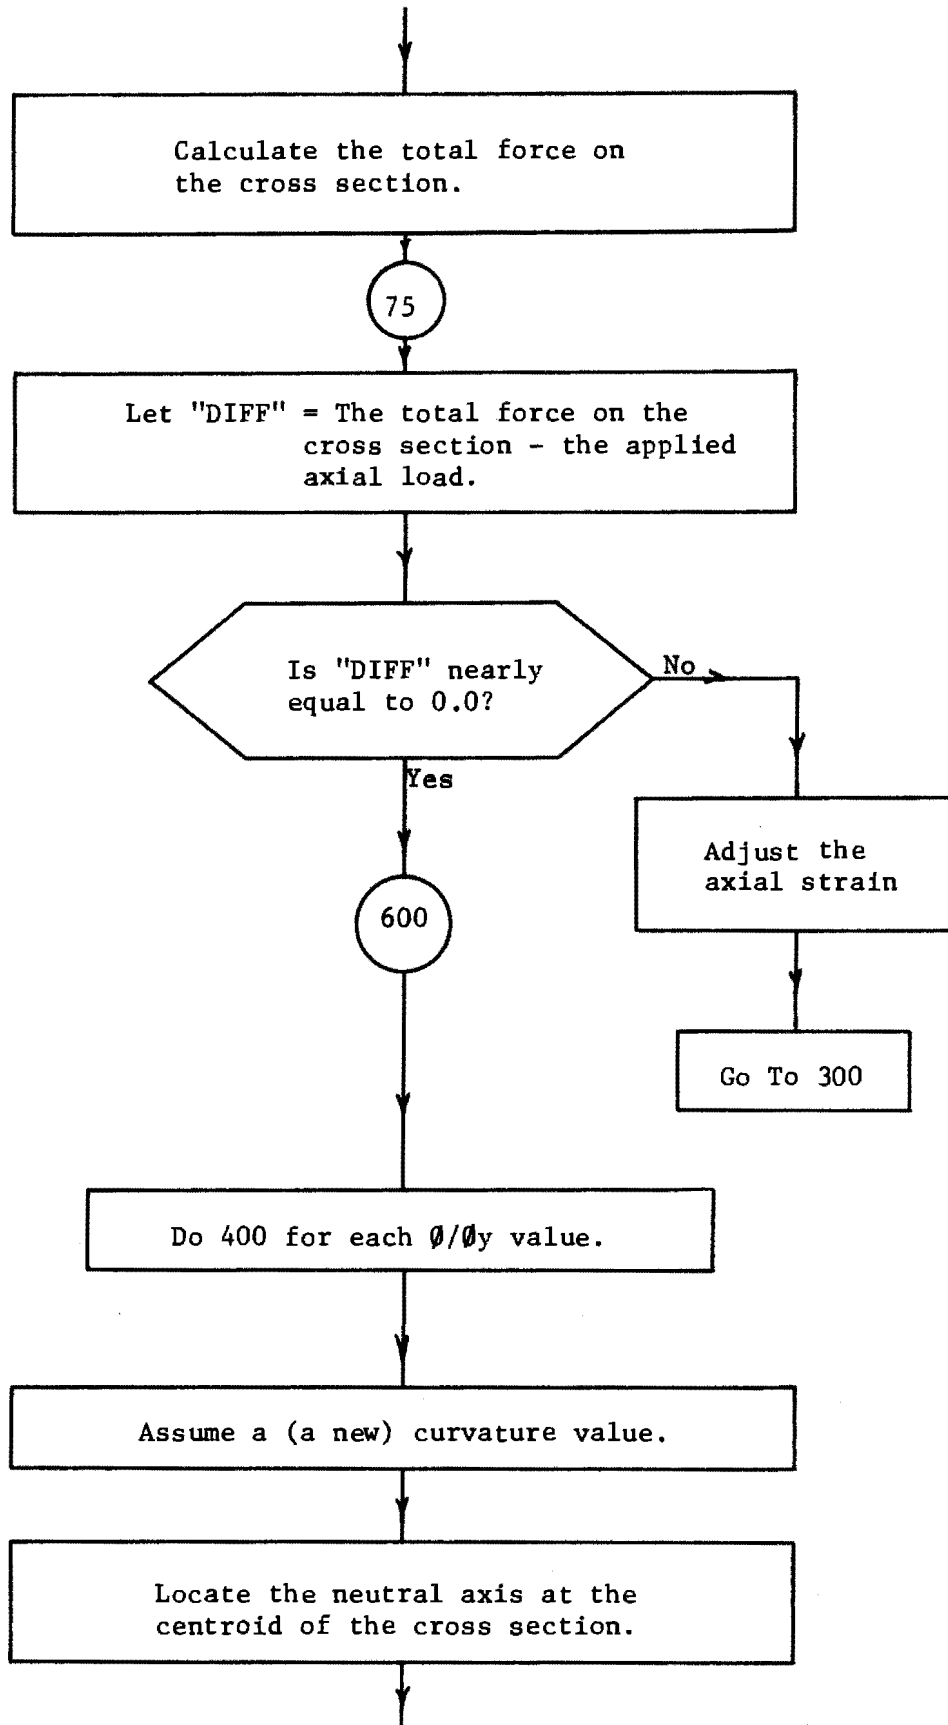 Calculate the total force on
the cross section.
75
Let "DIFF" = The total force on the
cross section - the applied
axial load.
Is "DIFF" nearly
equal to 0.0?
No
Yes
Adjust the
axial strain
600
Go To 300
Do 400 for each Ø/Øy value.
Assume a (a new) curvature value.
Locate the neutral axis at the
centroid of the cross section.